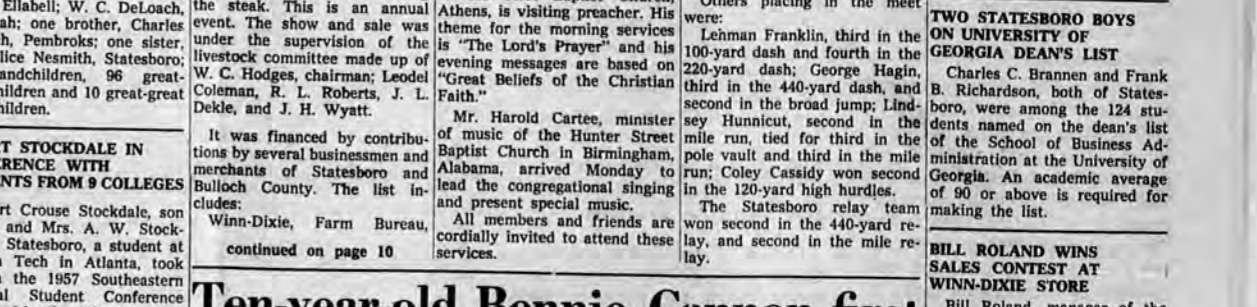 Ellabell; W. C. DeLoach,
one brother, Charles
Pembroks; one sister,
Nesmith, Statesboro;
96 great-
and 10 great-great
T STOCKDALE IN
RENCE WITH
NTS FROM 9 COLLEGES
rt Crouse Stockdale, son
and Mrs. A. W. Stock-
Statesboro, a student at
Tech in Atlanta, took
the 1957 Southeastern
Student Conference
the steak. This is an annual
event. The show and sale was
under the supervision of the
livestock committee made up of
W. C. Hodges, chairman; Leodel
Coleman, R. L. Roberts, J. L.
Dekle, and J. H. Wyatt.
It was financed by contribu-
tions by several businessmen and
merchants of Statesboro and
Bulloch County. The list in-
cludes:
Winn-Dixie, Farm Bureau,
continued on page 10
Athens, is visiting preacher. His
theme for the morning services
is "The Lord's Prayer" and his
evening messages are based on
"Great Beliefs of the Christian
Faith."
Mr. Harold Cartee, minister
of music of the Hunter Street
Baptist Church in Birmingham,
Alabama, arrived Monday to
lead the congregational singing
and present special music.
All members and friends are
cordially invited to attend these
services.
Others placing in the meet
were:
Lehman Franklin, third in the
100-yard dash and fourth in the
220-yard dash; George Hagin,
third in the 440-yard dash, and
second in the broad jump; Lind-
sey Hunnicut, second in the
mile run, tied for third in the
pole vault and third in the mile
run; Coley Cassidy won second
in the 120-yard high hurdles.
The Statesboro relay team
won second in the 440-yard re-
lay, and second in the mile re-
lay.
TWO STATESBORO BOYS
ON UNIVERSITY OF
GEORGIA DEAN'S LIST
Charles C. Brannen and Frank
B. Richardson, both of States-
boro, were among the 124 stu-
dents named on the dean's list
of the School of Business Ad-
ministration at the University of
Georgia. An academic average
of 90 or above is required for
making the list.
BILL ROLAND WINS
SALES CONTEST AT
WINN-DIXIE STORE
Bill Roland, manager of the
Ten-year-old